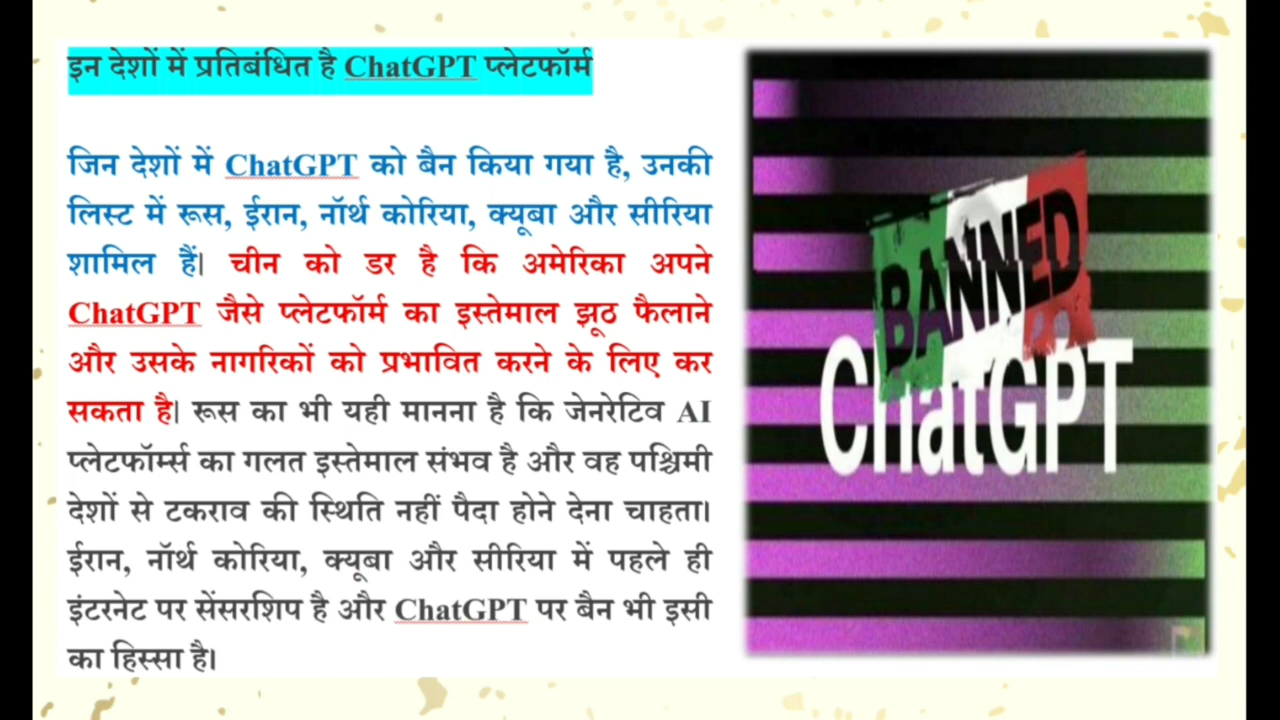 इन देशों में प्रतिबंधित है ChatGPT प्लेटफॉर्म
जिन देशों में ChatGPT को बैन किया गया है, उनकी
लिस्ट में रूस, ईरान, नॉर्थ कोरिया, क्यूबा और सीरिया
शामिल हैं| चीन को डर है कि अमेरिका अपने
ChatGPT जैसे प्लेटफॉर्म का इस्तेमाल झूठ फैलाने
और उसके नागरिकों को प्रभावित करने के लिए कर
सकता है| रूस का भी यही मानना है कि जेनरेटिव AI
प्लेटफॉर्म्स का गलत इस्तेमाल संभव है और वह पश्चिमी
देशों से टकराव की स्थिति नहीं पैदा होने देना चाहता।
ईरान, नॉर्थ कोरिया, क्यूबा और सीरिया में पहले ही
इंटरनेट पर सेंसरशिप है और ChatGPT पर बैन भी इसी
का हिस्सा है।
BANNED
ChatGPT